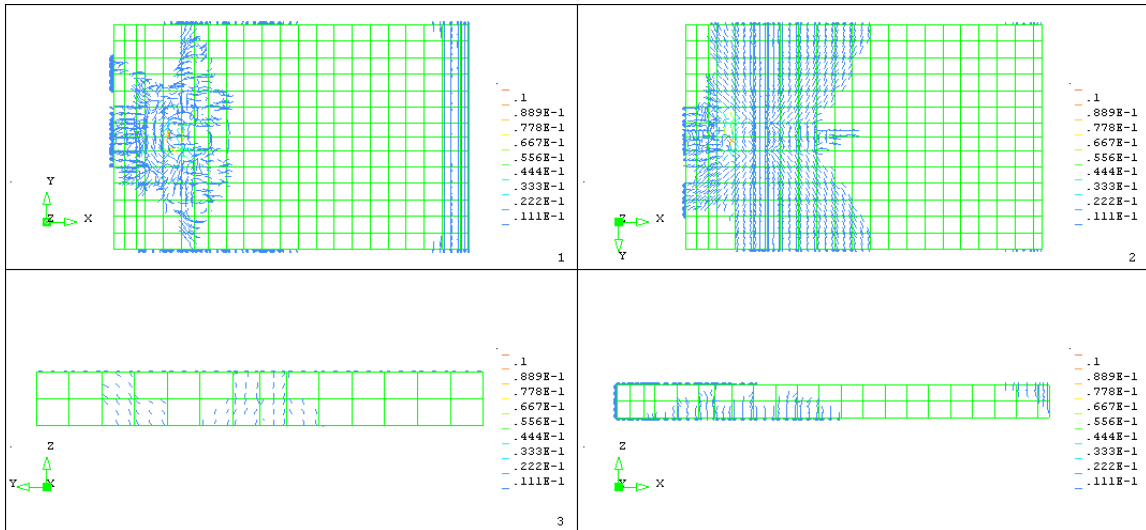 .1
.889E-1
.778E-1
.667E-1
.556E-1
.444E-1
.333E-1
.222E-1
.111E-1
Y
Z X
1
.1
.889E-1
.778E-1
.667E-1
.556E-1
.444E-1
.333E-1
.222E-1
.111E-1
Z X
Y
2
.1
.889E-1
.778E-1
.667E-1
.556E-1
.444E-1
.333E-1
.222E-1
.111E-1
Z
Y X
3
.1
.889E-1
.778E-1
.667E-1
.556E-1
.444E-1
.333E-1
.222E-1
.111E-1
Z
Y X